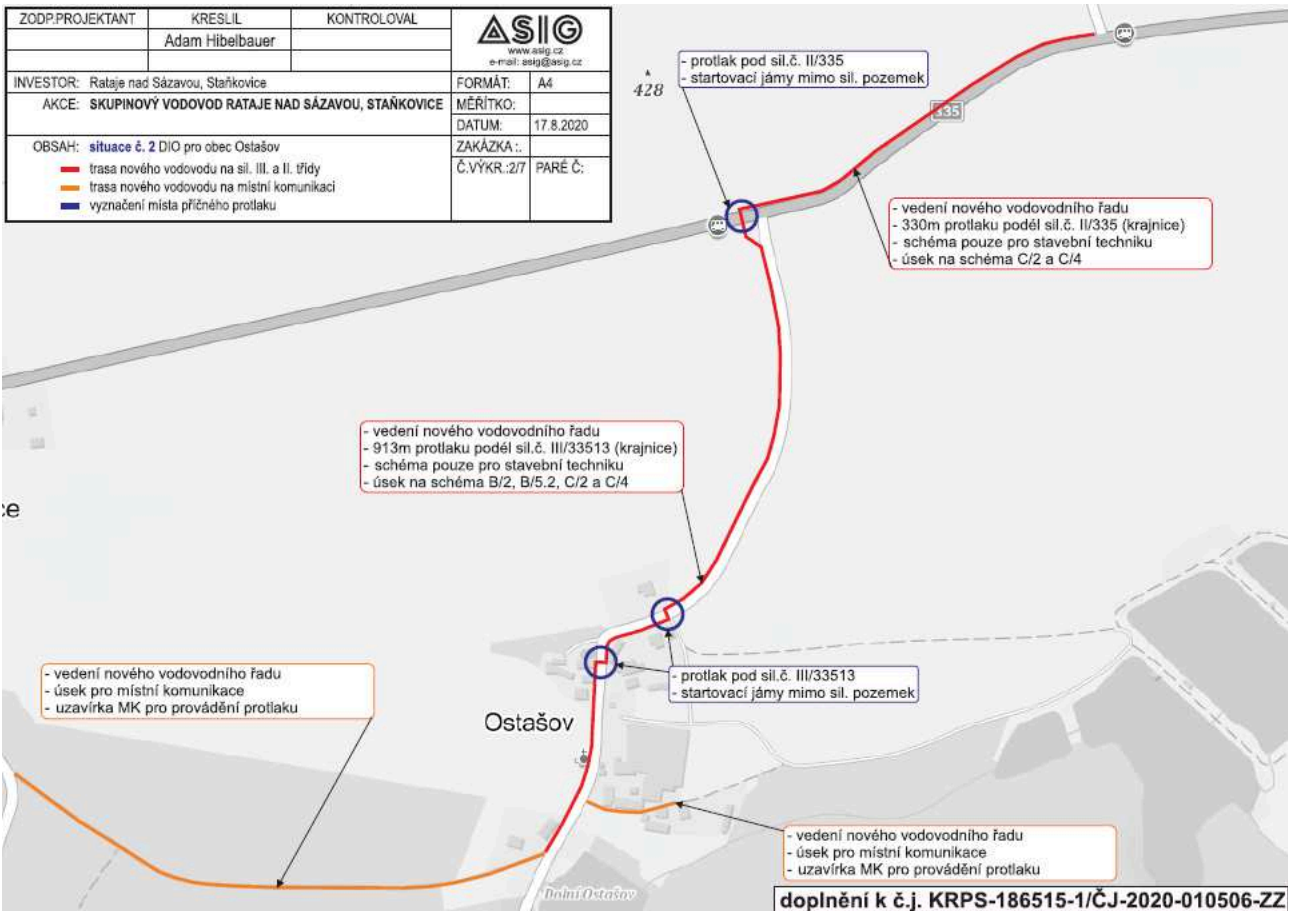 ZODP.PROJEKTANT KRESLIL KONTROLOVAL
Adam Hibelbauer
ASIG
www.asig.cz
e-mail: asig@asig.cz
INVESTOR: Rataje nad Sázavou, Staňkovice
FORMÁT: A4
AKCE: SKUPINOVÝ VODOVOD RATAJE NAD SÁZAVOU, STAŇKOVICE
MĚŘÍTKO:
DATUM: 17.8.2020
OBSAH: situace č. 2 DIO pro obec Ostašov
ZAKÁZKA :.
trasa nového vodovodu na sil. III. a II. třídy
Č.VÝKR.:2/7 PARÉ Č:
trasa nového vodovodu na místní komunikaci
vyznačení místa příčného protlaku
428
- protlak pod sil.č. II/335
- startovací jámy mimo sil. pozemek
335
- vedení nového vodovodního řadu
- 330m protlaku podél sil.č. II/335 (krajnice)
- schéma pouze pro stavební techniku
- úsek na schéma C/2 a C/4
- vedení nového vodovodního řadu
- 913m protlaku podél sil.č. III/33513 (krajnice)
- schéma pouze pro stavební techniku
- úsek na schéma B/2, B/5.2, C/2 a C/4
ce
- vedení nového vodovodního řadu
- úsek pro místní komunikace
- uzavírka MK pro provádění protlaku
- protlak pod sil.č. III/33513
- startovací jámy mimo sil. pozemek
Ostašov
- vedení nového vodovodního řadu
- úsek pro místní komunikace
- uzavírka MK pro provádění protlaku
Dolní Ostašov
doplnění k č.j. KRPS-186515-1/ČJ-2020-010506-ZZ